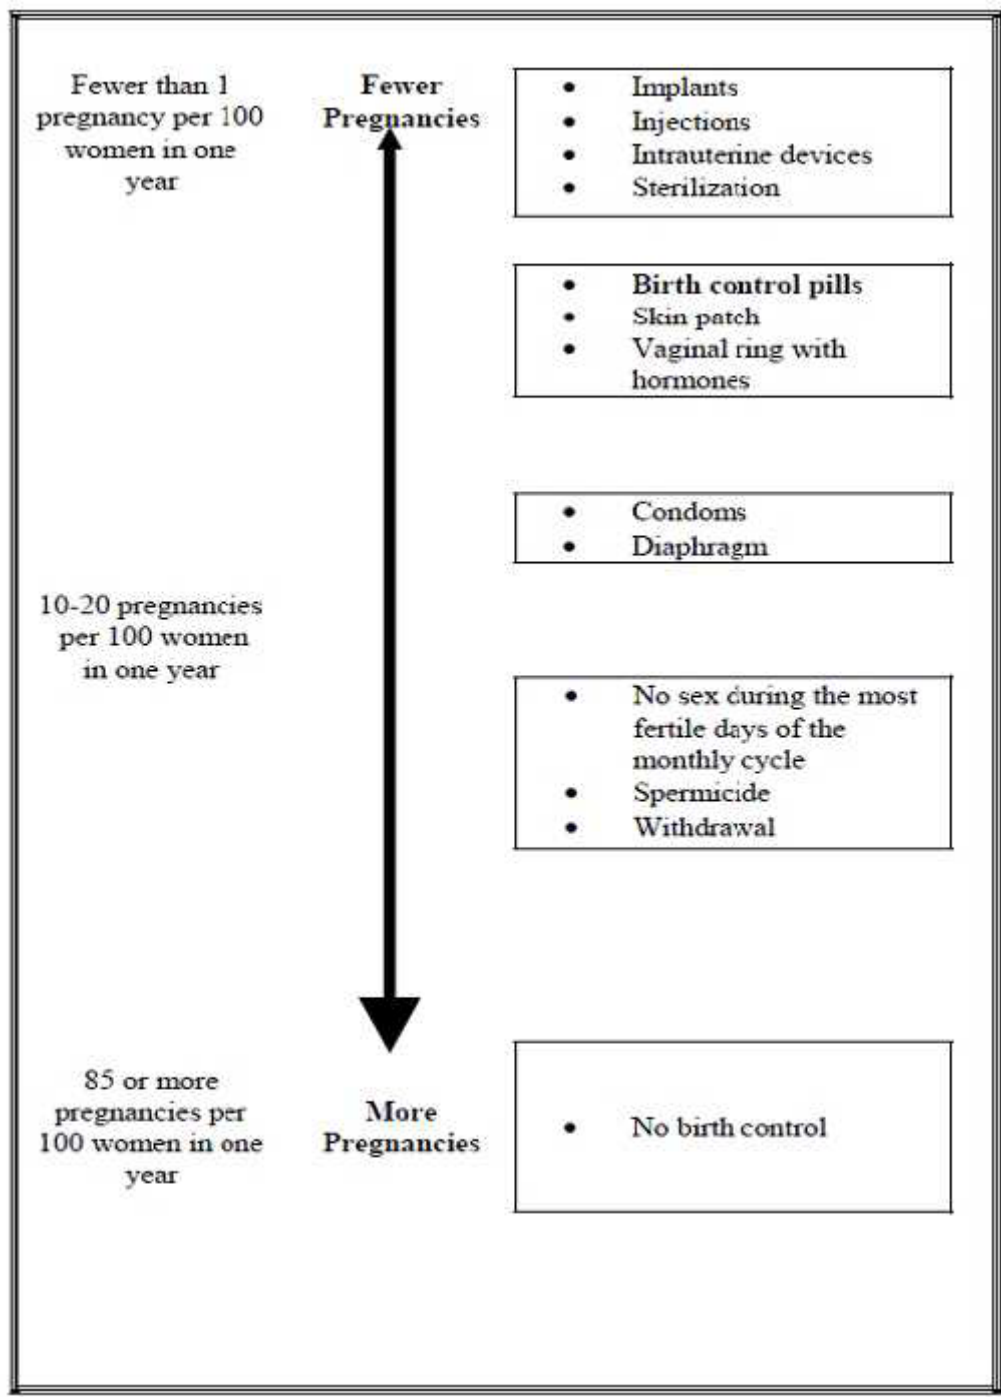 Fewer than 1
pregnancy per 100
women in one
year
Fewer
Pregnancies
• Implants
• Injections
• Intrauterine devices
• Sterilization
• Birth control pills
• Skin patch
• Vaginal ring with
hormones
• Condoms
• Diaphragm
10-20 pregnancies
per 100 women
in one year
• No sex during the most
fertile days of the
monthly cycle
• Spermicide
• Withdrawal
85 or more
pregnancies per
100 women in one
year
More
Pregnancies
• No birth control